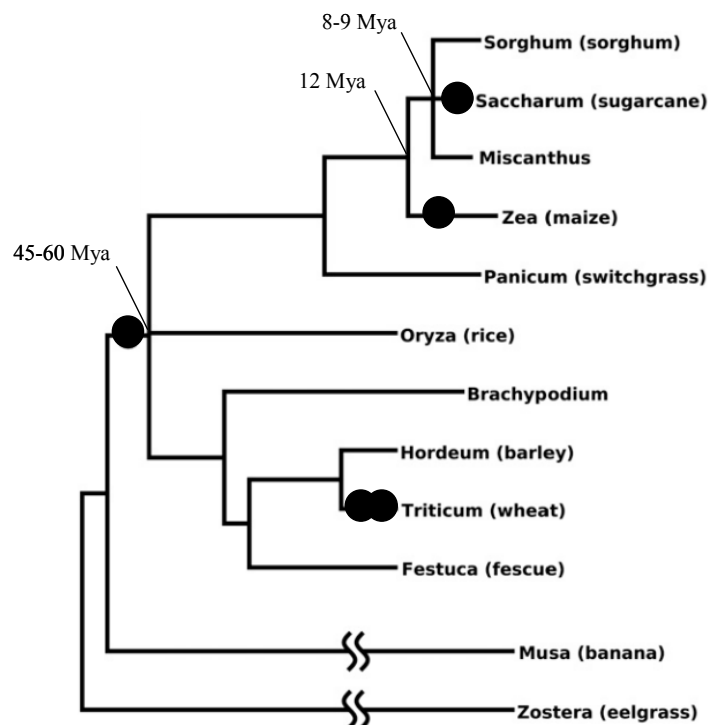 8-9 Mya
Sorghum (sorghum)
12 Mya
Saccharum (sugarcane)
Miscanthus
Zea (maize)
45-60 Mya
Panicum (switchgrass)
Oryza (rice)
Brachypodium
Hordeum (barley)
Triticum (wheat)
Festuca (fescue)
Musa (banana)
Zostera (eelgrass)